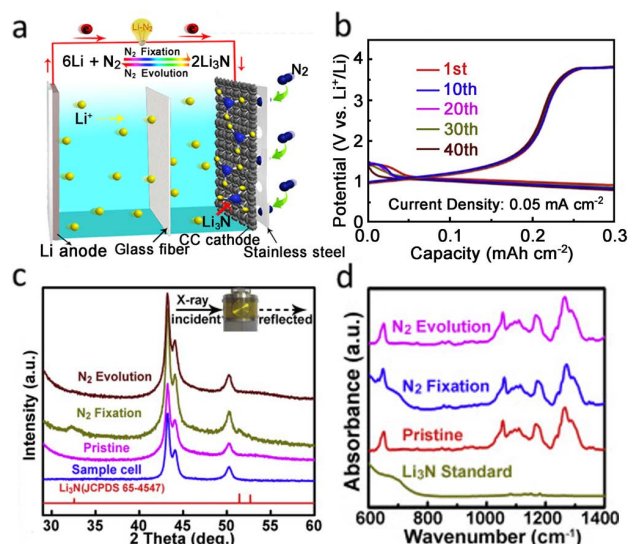 a
e
Li-N₂
e
N₂ Fixation
6Li + N₂
2Li₃N
N₂ Evolution
N₂
Li⁺
Li₃N
Li anode
Glass fiber
CC cathode
Stainless steel
b
Potential (V vs. Li⁺/Li)
5
4
3
2
1
0
1st
10th
20th
30th
40th
Current Density: 0.05 mA cm⁻²
0.0 0.1 0.2 0.3
Capacity (mAh cm⁻²)
c
Intensity (a.u.)
X-ray
incident
reflected
N₂ Evolution
N₂ Fixation
Pristine
Sample cell
Li₃N(JCPDS 65-4547)
30 35 40 45 50 55 60
2 Theta (deg.)
d
Absorbance (a.u.)
N₂ Evolution
N₂ Fixation
Pristine
Li₃N Standard
600 800 1000 1200 1400
Wavenumber (cm⁻¹)